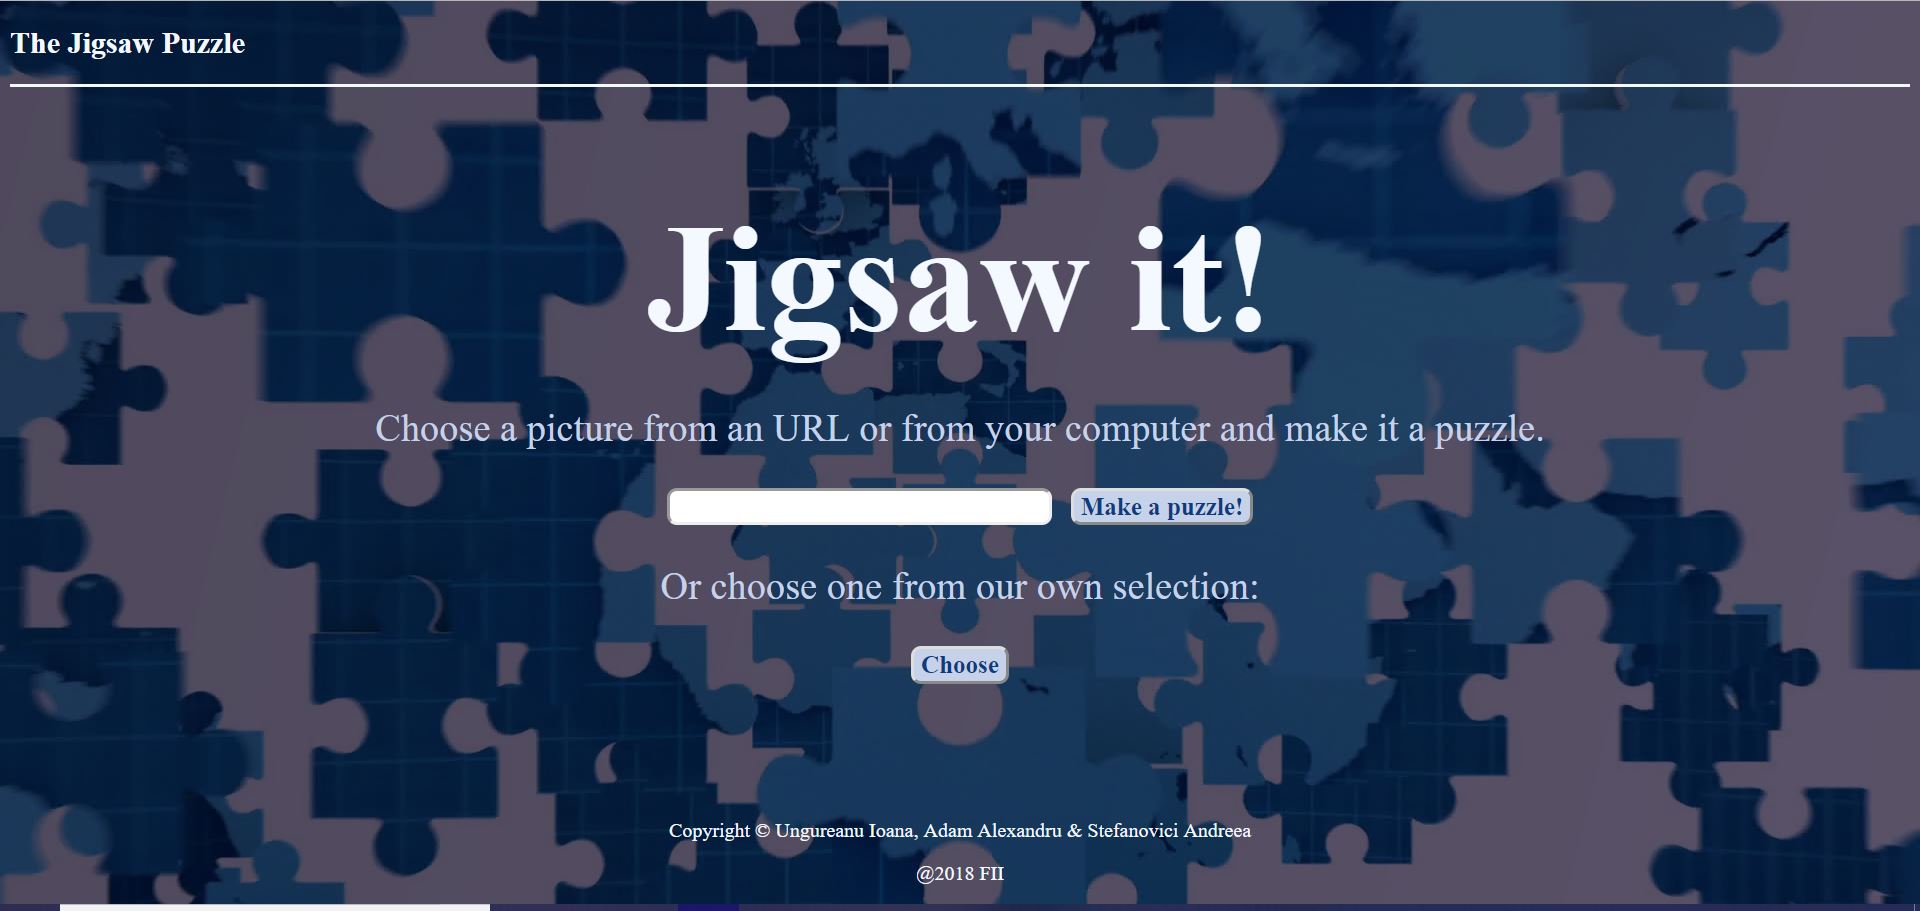 The Jigsaw Puzzle
Jigsaw it!
Choose a picture from an URL or from your computer and make it a puzzle.
Make a puzzle!
Or choose one from our own selection:
Choose
Copyright © Ungureanu Ioana, Adam Alexandru & Stefanovici Andreea
@2018 FII